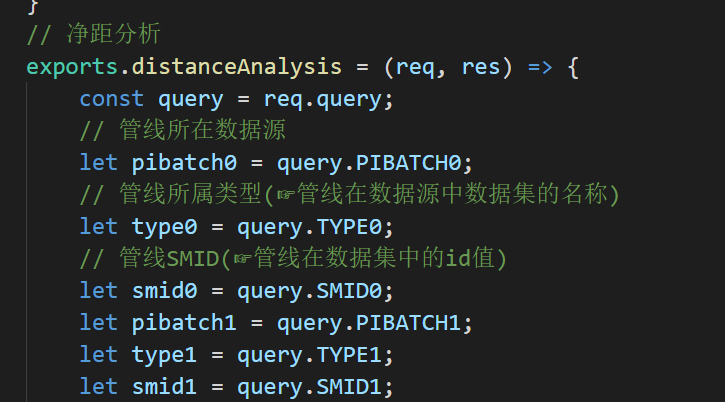 }
// 净距分析
exports.distanceAnalysis = (req, res) => {
const query = req.query;
// 管线所在数据源
let pibatch0 = query.PIBATCH0;
// 管线所属类型(☞管线在数据源中数据集的名称)
let type0 = query.TYPE0;
// 管线SMID(☞管线在数据集中的id值)
let smid0 = query.SMID0;
let pibatch1 = query.PIBATCH1;
let type1 = query.TYPE1;
let smid1 = query.SMID1;